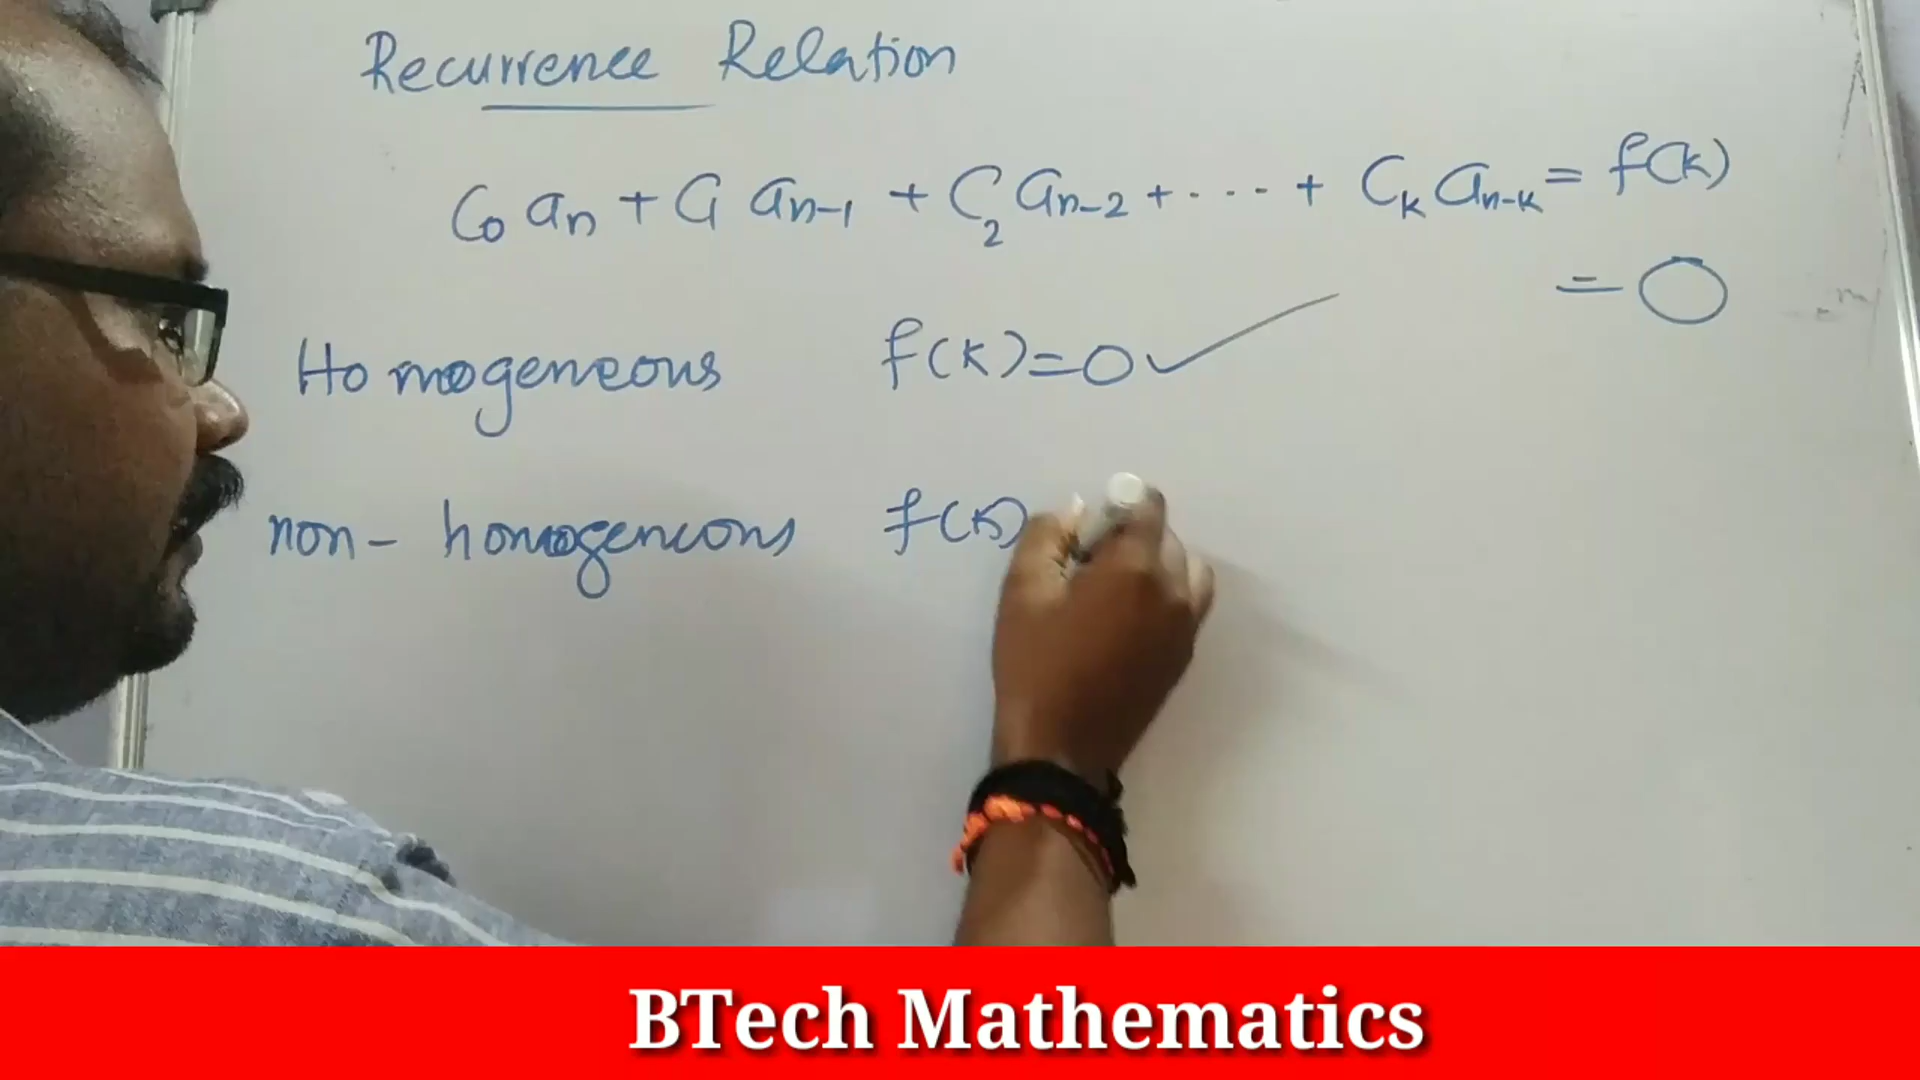 Recurrence Relation
C₀ aₙ + C₁ aₙ₋₁ + C₂ aₙ₋₂ + ---- + Cₖ aₙ₋ₖ = f(k)
= 0
Homogeneous f(k)=0 ✓
non-homogeneous f(k)
BTech Mathematics